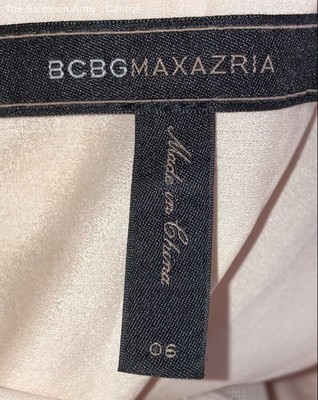 The Salvation Army - Central
BCBGMAXAZRIA
Made in China
06